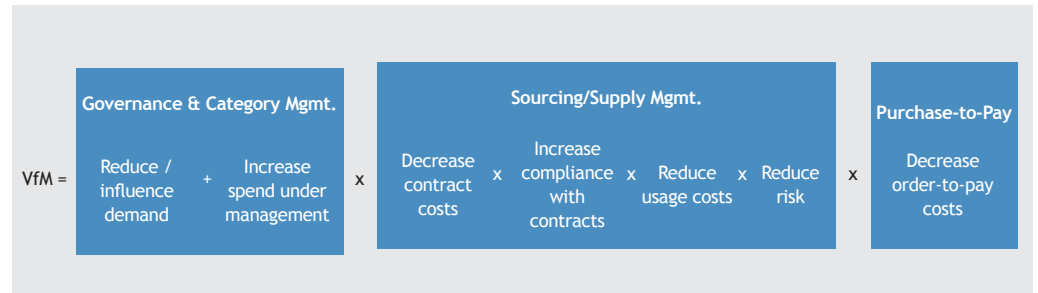 Governance & Category Mgmt.
Sourcing/Supply Mgmt.
Purchase-to-Pay
VfM =
Reduce /
influence
demand
+
Increase
spend under
management
x
Decrease
contract
costs
x
Increase
compliance
with
contracts
x
Reduce
usage costs
x
Reduce
risk
x
Decrease
order-to-pay
costs